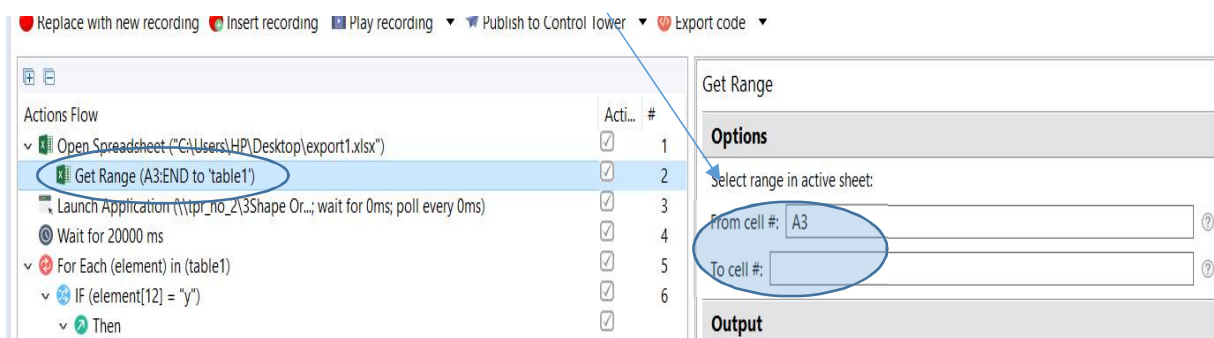 Replace with new recording Insert recording Play recording Publish to Control Tower Export code
Actions Flow Acti... #
Open Spreadsheet ("C:\Users\HP\Desktop\export1.xlsx") 1
Get Range (A3:END to 'table1') 2
Launch Application (\\tpr_no_2\3Shape Or...; wait for 0ms; poll every 0ms) 3
Wait for 20000 ms 4
For Each (element) in (table1) 5
IF (element[12] = "y") 6
Then
Get Range
Options
Select range in active sheet:
From cell #: A3
To cell #:
Output